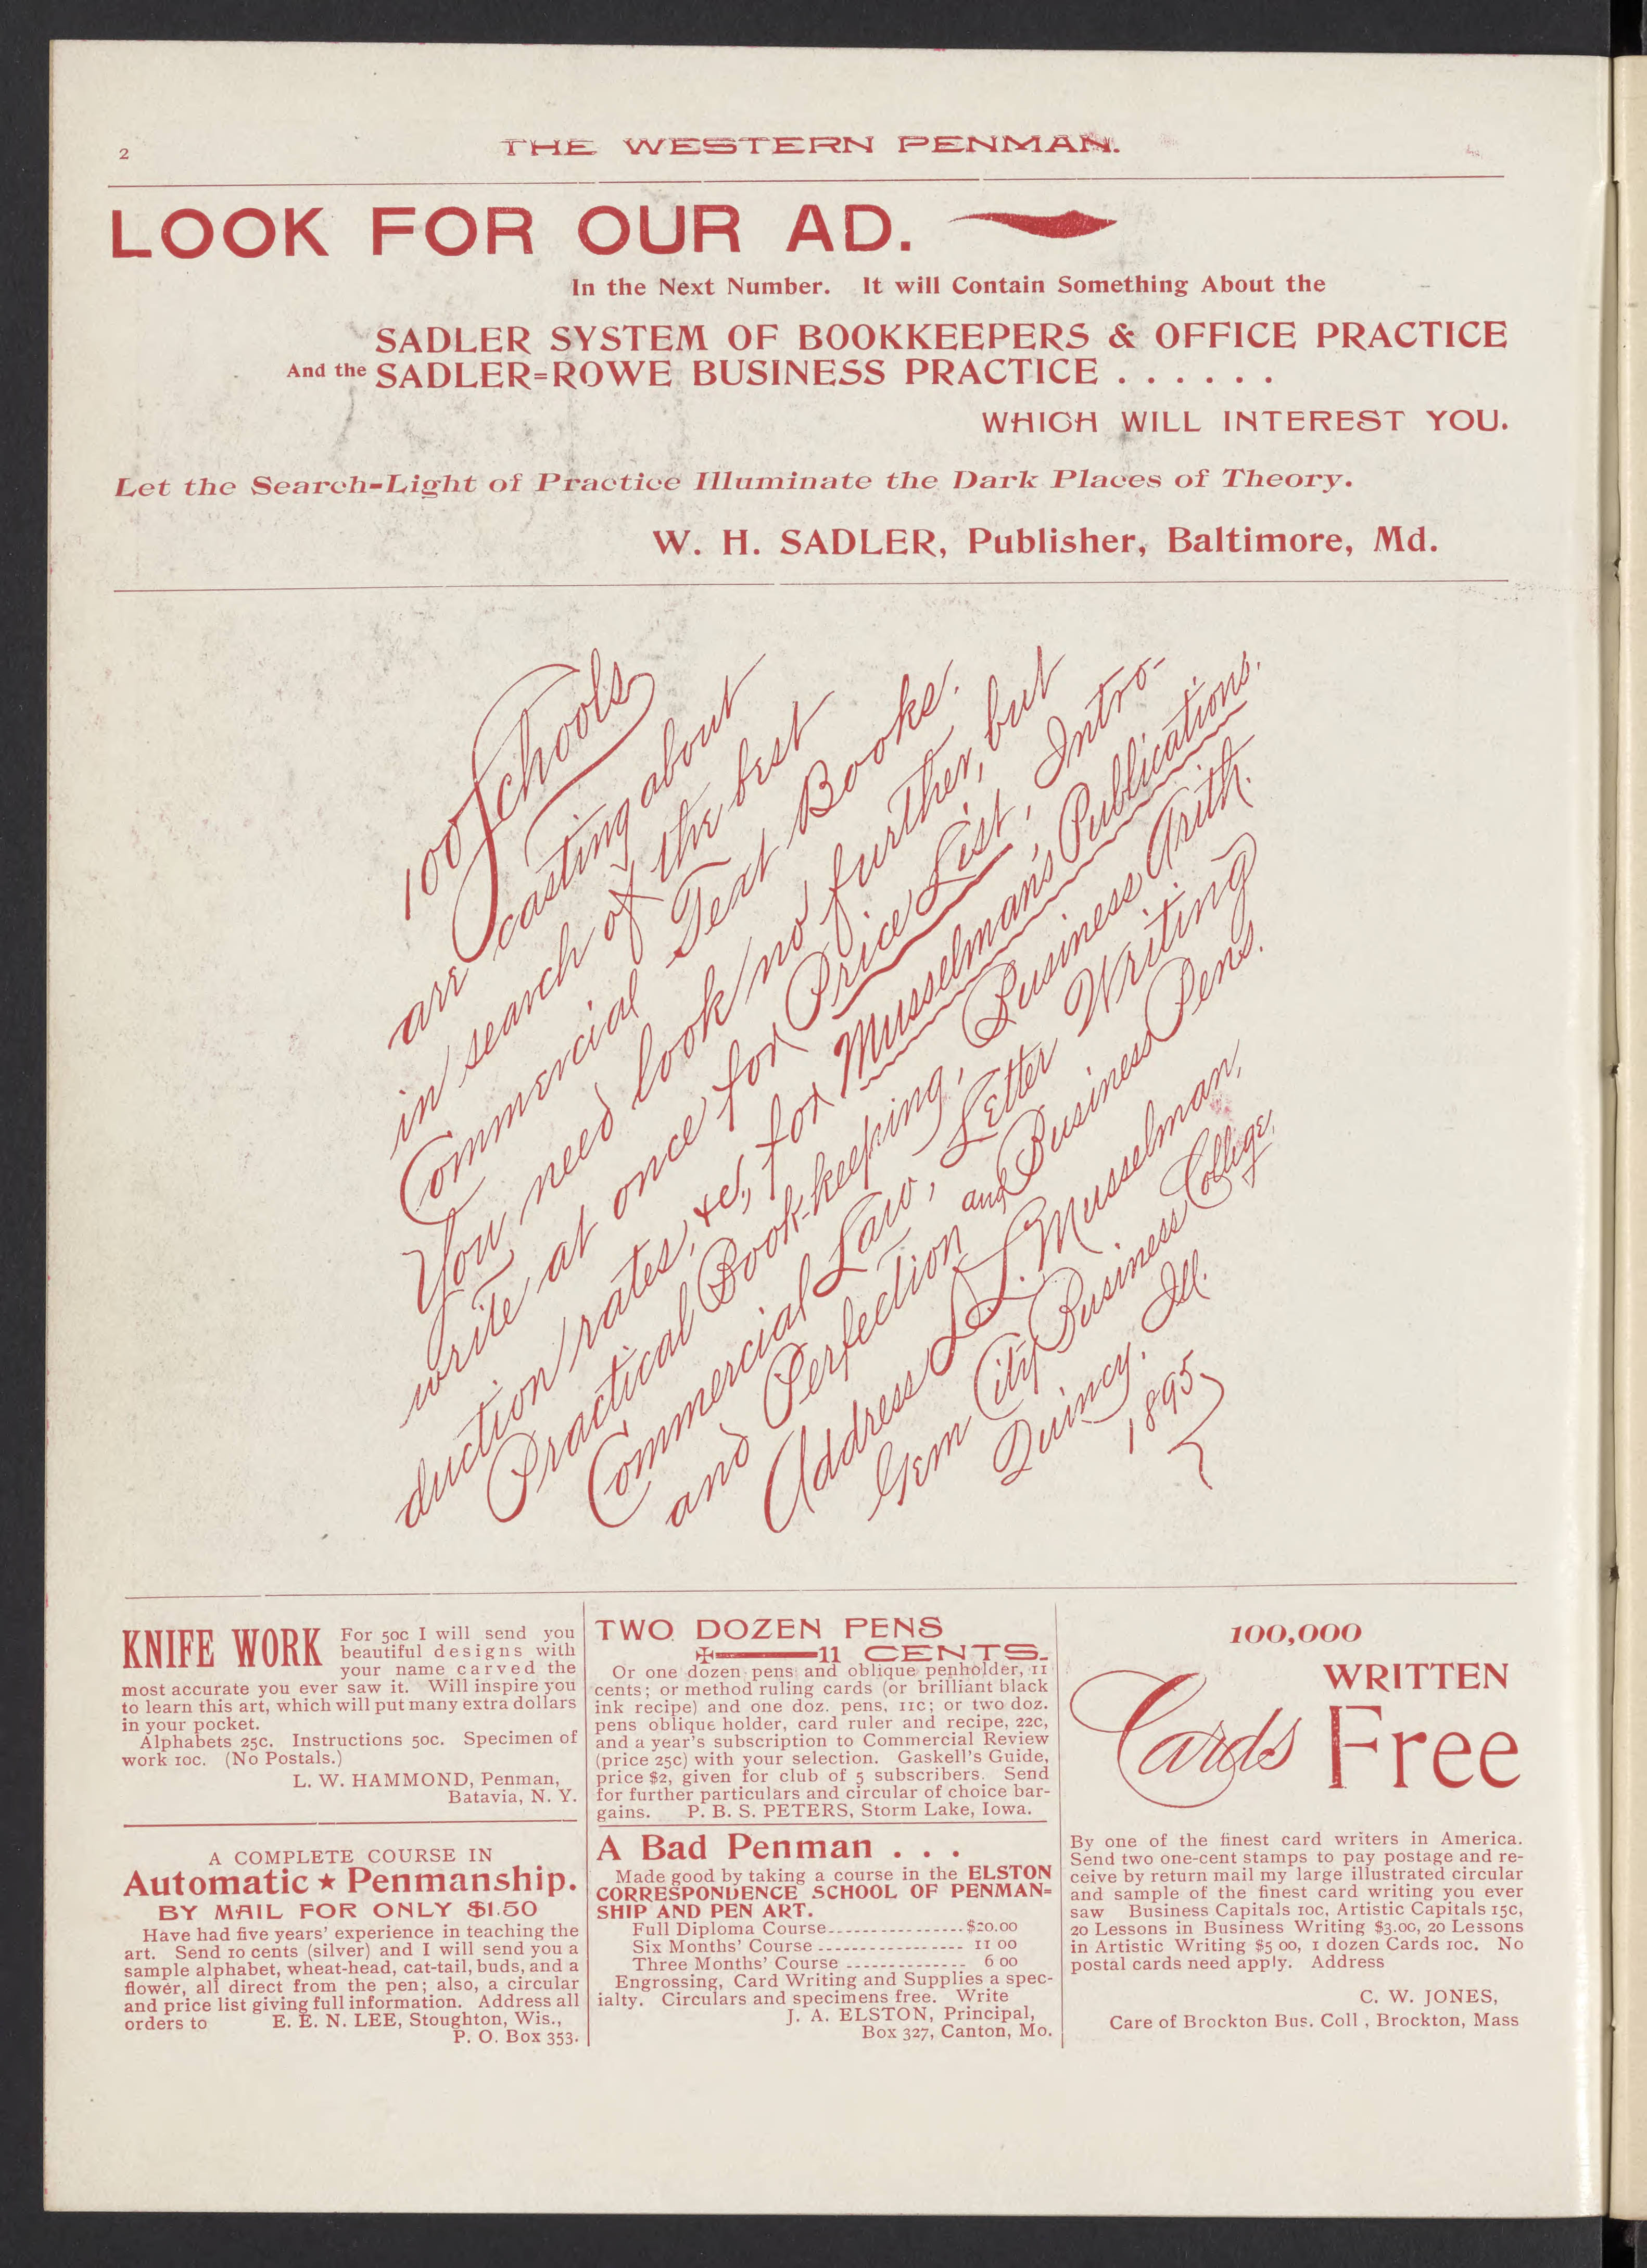 2
THE WESTERN PENMAN.
LOOK FOR OUR AD.
In the Next Number. It will Contain Something About the
SADLER SYSTEM OF BOOKKEEPERS & OFFICE PRACTICE
And the SADLER=ROWE BUSINESS PRACTICE . . . . . .
WHICH WILL INTEREST YOU.
Let the Search-Light of Practice Illuminate the Dark Places of Theory.
W. H. SADLER, Publisher, Baltimore, Md.
100 Schools
are casting about
in search of the best
Commercial Text Books.
You need look no further, but
write at once for Price List, Intro-
duction rates, &c., for Musselman's Publications.
Practical Book-keeping, Business Arith.
Commercial Law, Letter Writing
and Perfection and Business Pens.
Address D. L. Musselman,
Gem City Business College,
Quincy, Ill.
1895
KNIFE WORK For 50c I will send you
beautiful designs with
your name carved the
most accurate you ever saw it. Will inspire you
to learn this art, which will put many extra dollars
in your pocket.
Alphabets 25c. Instructions 50c. Specimen of
work 10c. (No Postals.)
L. W. HAMMOND, Penman,
Batavia, N. Y.
A COMPLETE COURSE IN
Automatic ★ Penmanship.
BY MAIL FOR ONLY $1.50
Have had five years' experience in teaching the
art. Send 10 cents (silver) and I will send you a
sample alphabet, wheat-head, cat-tail, buds, and a
flower, all direct from the pen; also, a circular
and price list giving full information. Address all
orders to E. E. N. LEE, Stoughton, Wis.,
P. O. Box 353.
TWO DOZEN PENS
11 CENTS.
Or one dozen pens and oblique penholder, 11
cents; or method ruling cards (or brilliant black
ink recipe) and one doz. pens, 11c; or two doz.
pens oblique holder, card ruler and recipe, 22c,
and a year's subscription to Commercial Review
(price 25c) with your selection. Gaskell's Guide,
price $2, given for club of 5 subscribers. Send
for further particulars and circular of choice bar-
gains. P. B. S. PETERS, Storm Lake, Iowa.
A Bad Penman . . .
Made good by taking a course in the ELSTON
CORRESPONDENCE SCHOOL OF PENMAN=
SHIP AND PEN ART.
Full Diploma Course................$20.00
Six Months' Course ................ 11 00
Three Months' Course ............. 6 00
Engrossing, Card Writing and Supplies a spec-
ialty. Circulars and specimens free. Write
J. A. ELSTON, Principal,
Box 327, Canton, Mo.
100,000
WRITTEN
Cards Free
By one of the finest card writers in America.
Send two one-cent stamps to pay postage and re-
ceive by return mail my large illustrated circular
and sample of the finest card writing you ever
saw Business Capitals 10c, Artistic Capitals 15c,
20 Lessons in Business Writing $3.00, 20 Lessons
in Artistic Writing $5 00, 1 dozen Cards 10c. No
postal cards need apply. Address
C. W. JONES,
Care of Brockton Bus. Coll , Brockton, Mass